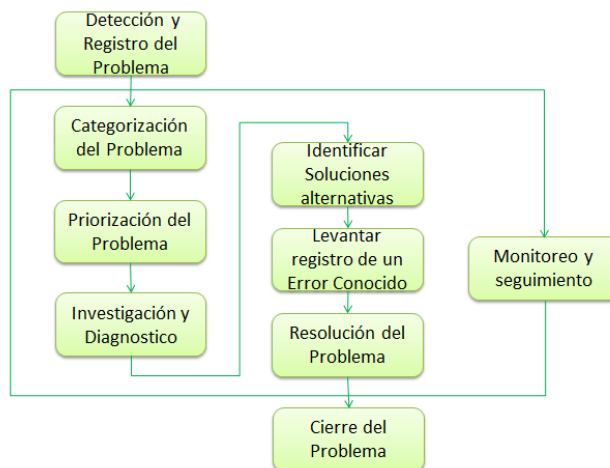 Detección y
Registro del
Problema
Categorización
del Problema
Priorización del
Problema
Investigación y
Diagnostico
Identificar
Soluciones
alternativas
Levantar
registro de un
Error Conocido
Resolución del
Problema
Cierre del
Problema
Monitoreo y
seguimiento